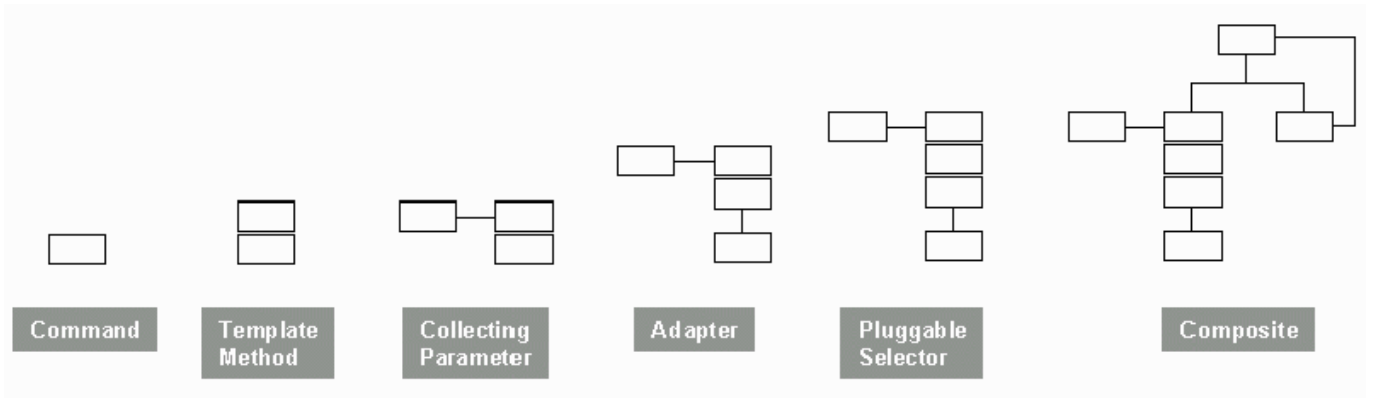 Command
Template
Method
Collecting
Parameter
Adapter
Pluggable
Selector
Composite